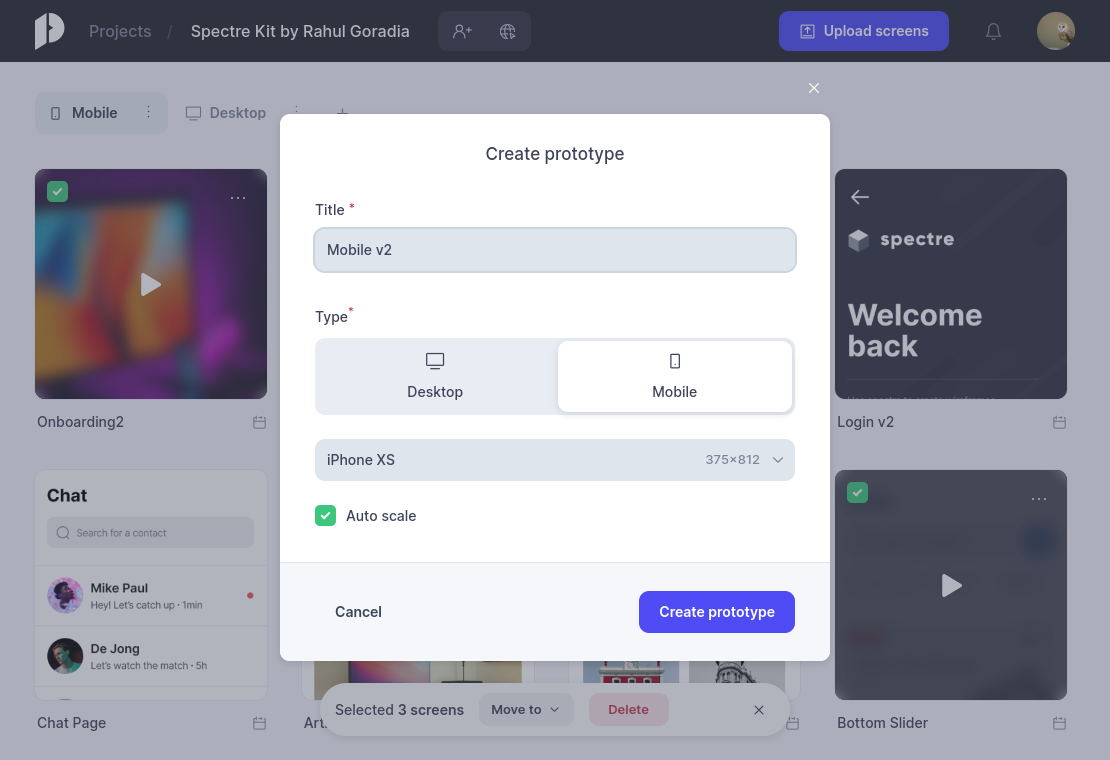 Projects / Spectre Kit by Rahul Goradia
Upload screens
Mobile
Desktop
Create prototype
Title *
Mobile v2
Type*
Desktop
Mobile
iPhone XS
375×812
Auto scale
Cancel
Create prototype
spectre
Welcome
back
Onboarding2
Login v2
Chat
Search for a contact
Mike Paul
Hey! Let's catch up · 1min
De Jong
Let's watch the match · 5h
Chat Page
Bottom Slider
Selected 3 screens
Move to
Delete